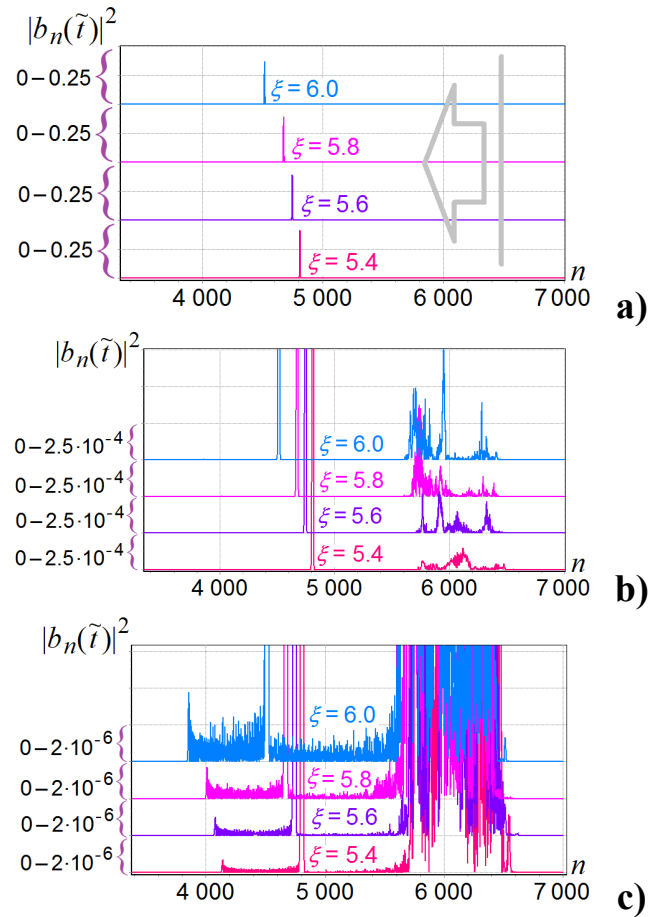 |bₙ(t̃)|²
0–0.25
ξ = 6.0
0–0.25
ξ = 5.8
0–0.25
ξ = 5.6
0–0.25
ξ = 5.4
n
4 000 5 000 6 000 7 000
a)
|bₙ(t̃)|²
0–2.5·10⁻⁴
ξ = 6.0
0–2.5·10⁻⁴
ξ = 5.8
0–2.5·10⁻⁴
ξ = 5.6
0–2.5·10⁻⁴
ξ = 5.4
n
4 000 5 000 6 000 7 000
b)
|bₙ(t̃)|²
ξ = 6.0
0–2·10⁻⁶
0–2·10⁻⁶
ξ = 5.8
0–2·10⁻⁶
ξ = 5.6
0–2·10⁻⁶
ξ = 5.4
n
4 000 5 000 6 000 7 000
c)